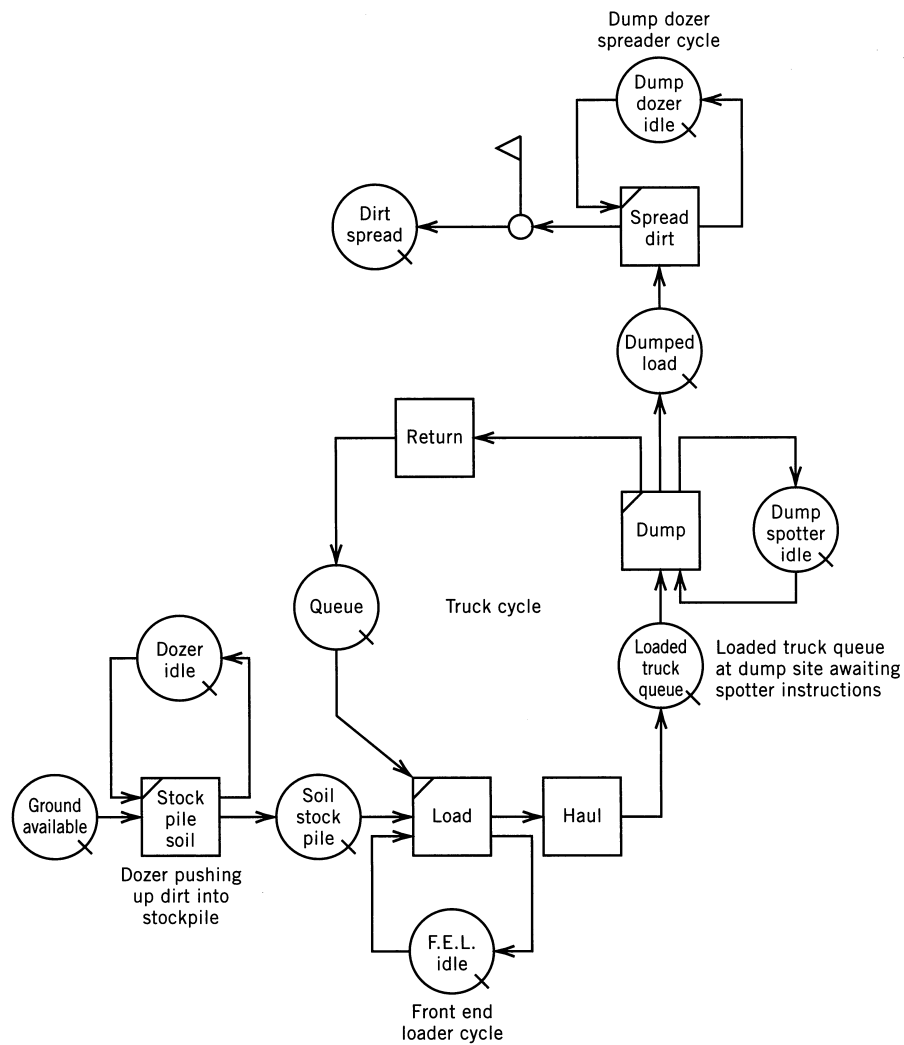 Dump dozer
spreader cycle
Dump
dozer
idle
Dirt
spread
Spread
dirt
Dumped
load
Return
Dump
Dump
spotter
idle
Queue
Truck cycle
Loaded
truck
queue
Loaded truck queue
at dump site awaiting
spotter instructions
Dozer
idle
Ground
available
Stock
pile
soil
Soil
stock
pile
Load
Haul
Dozer pushing
up dirt into
stockpile
F.E.L.
idle
Front end
loader cycle